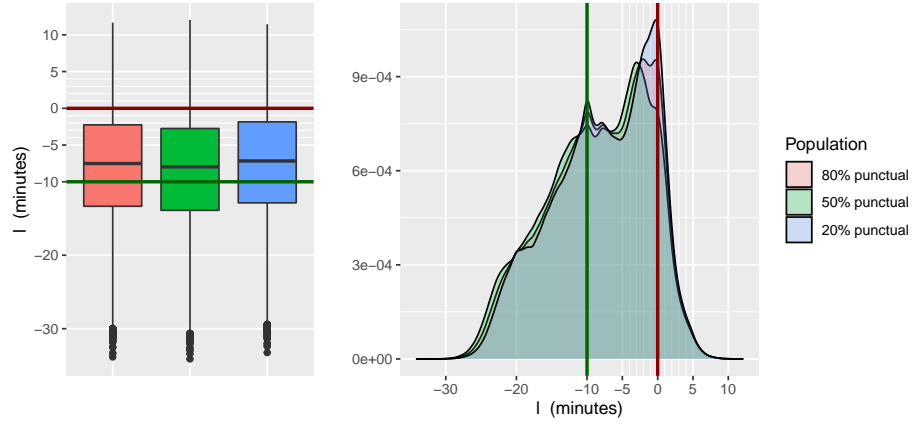 10
5
0
−5
−10
−20
−30
l (minutes)
9e−04
6e−04
3e−04
0e+00
−30
−20
−10
−5
0
5
10
l (minutes)
Population
80% punctual
50% punctual
20% punctual